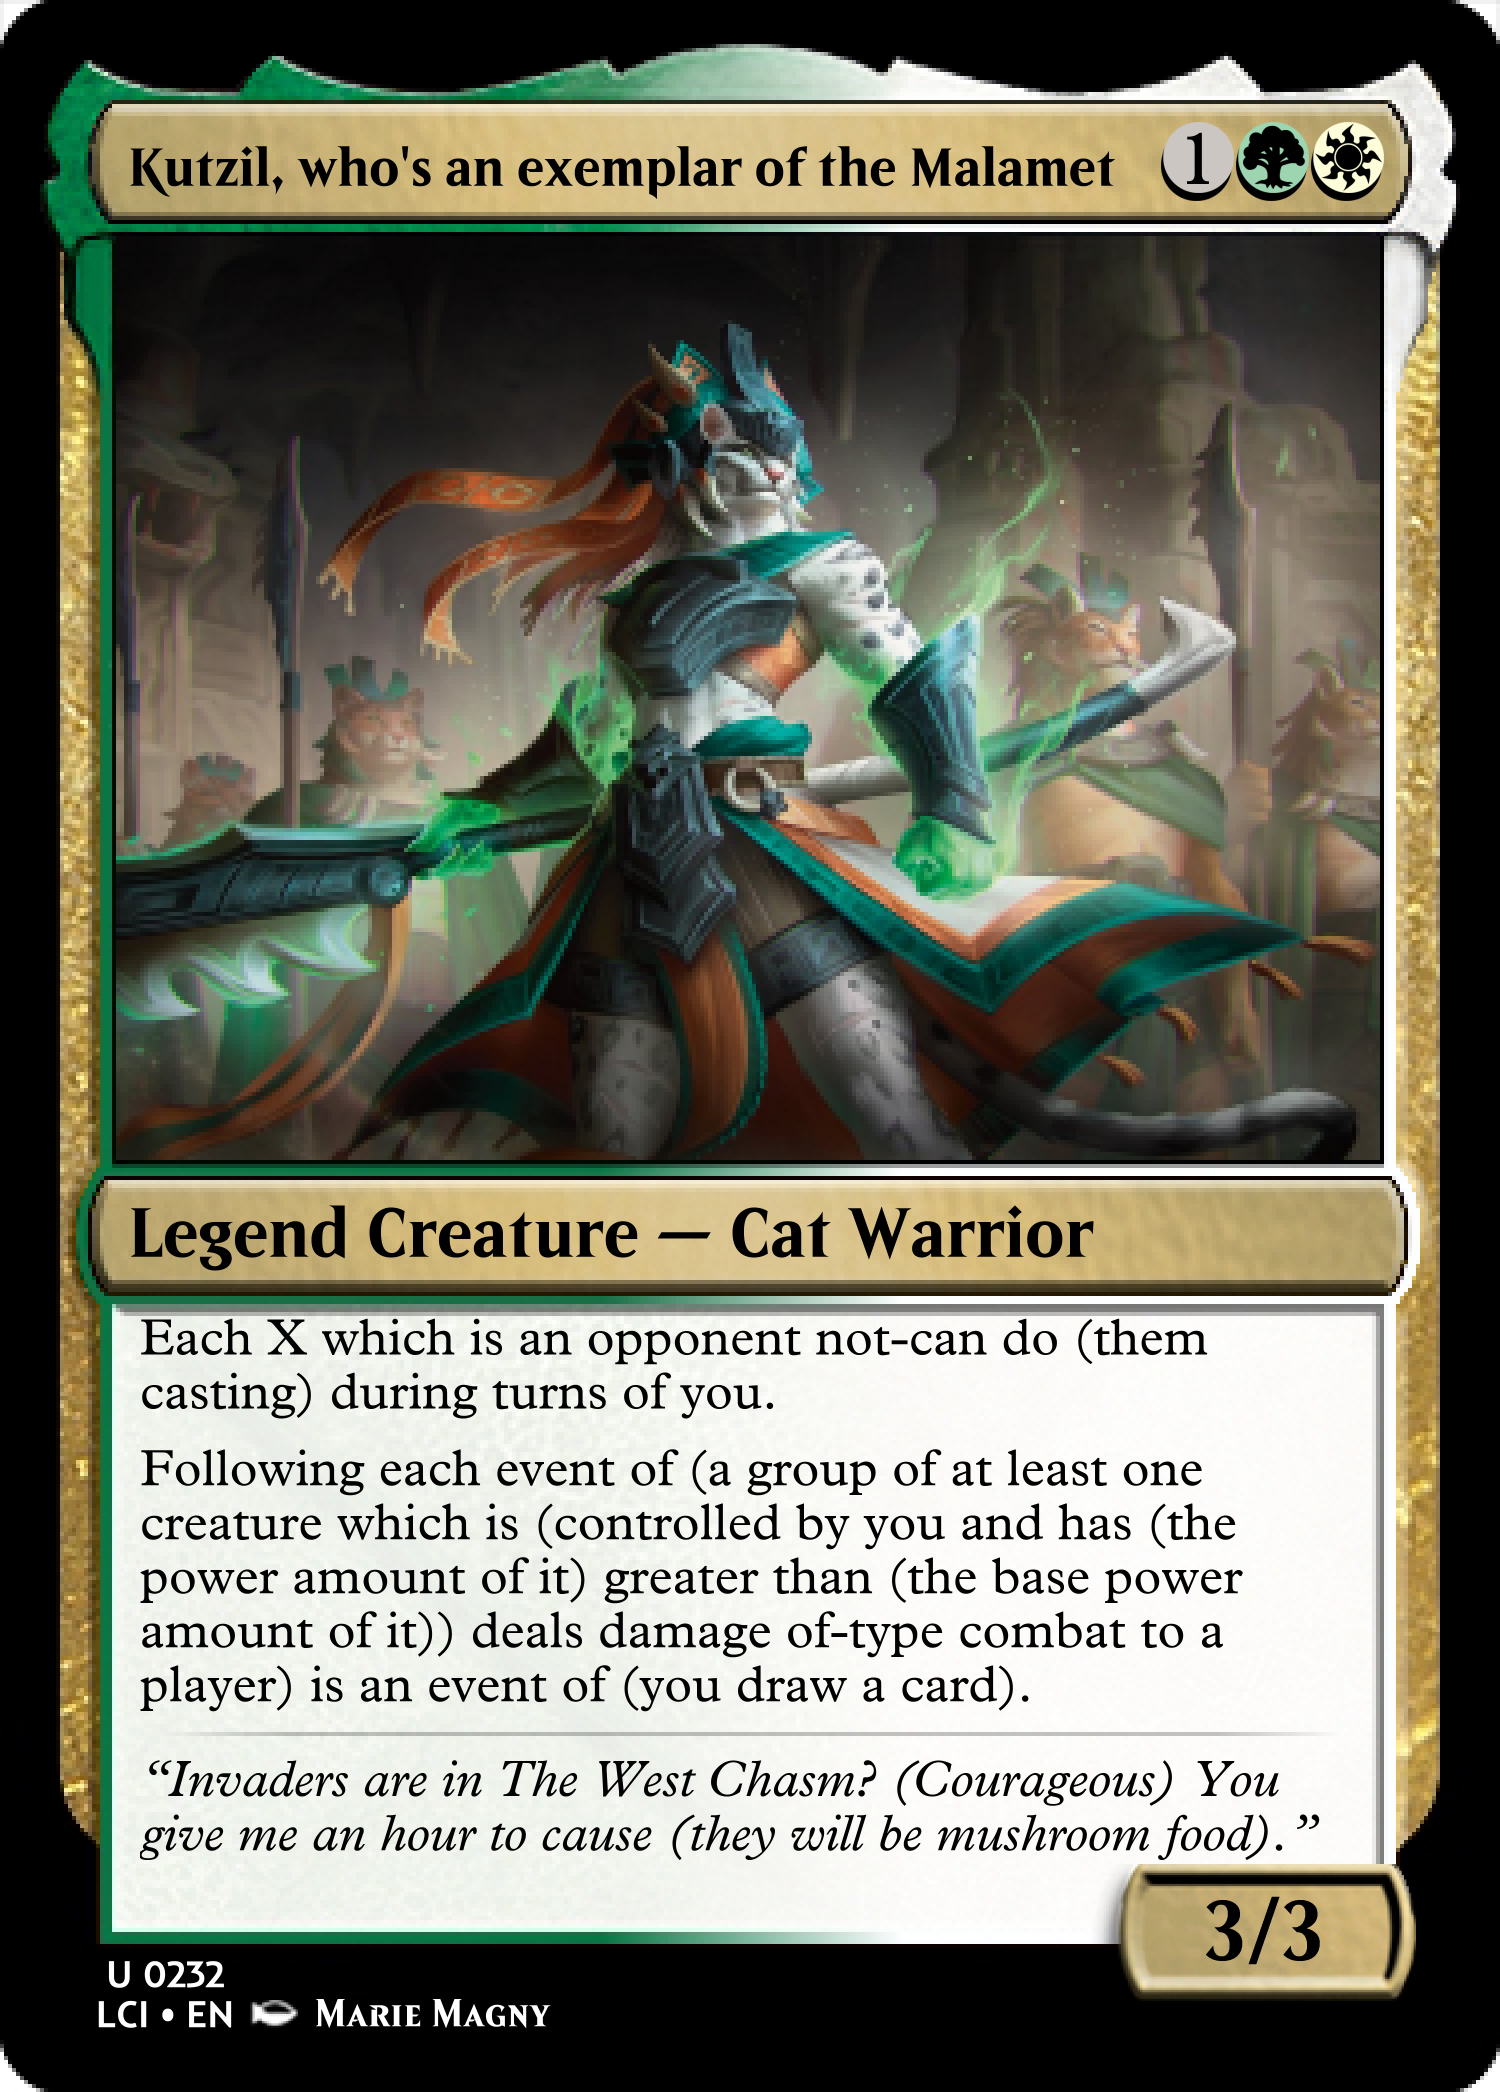 Kutzil, who's an exemplar of the Malamet 1
Legend Creature — Cat Warrior
Each X which is an opponent not-can do (them
casting) during turns of you.
Following each event of (a group of at least one
creature which is (controlled by you and has (the
power amount of it) greater than (the base power
amount of it)) deals damage of-type combat to a
player) is an event of (you draw a card).
“Invaders are in The West Chasm? (Courageous) You
give me an hour to cause (they will be mushroom food).”
3/3
U 0232
LCI • EN Marie Magny